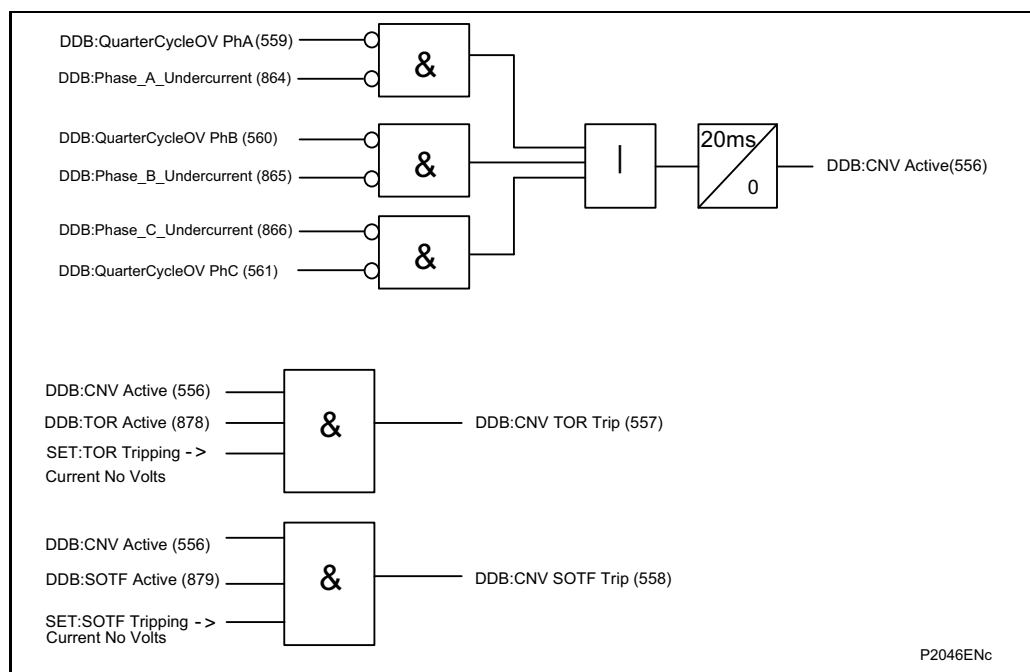 DDB:QuarterCycleOV PhA (559)
DDB:Phase_A_Undercurrent (864)
&
DDB:QuarterCycleOV PhB (560)
DDB:Phase_B_Undercurrent (865)
&
DDB:Phase_C_Undercurrent (866)
DDB:QuarterCycleOV PhC (561)
&
|
20ms
0
DDB:CNV Active(556)
DDB:CNV Active (556)
DDB:TOR Active (878)
SET:TOR Tripping ->
Current No Volts
&
DDB:CNV TOR Trip (557)
DDB:CNV Active (556)
DDB:SOTF Active (879)
SET:SOTF Tripping ->
Current No Volts
&
DDB:CNV SOTF Trip (558)
P2046ENc